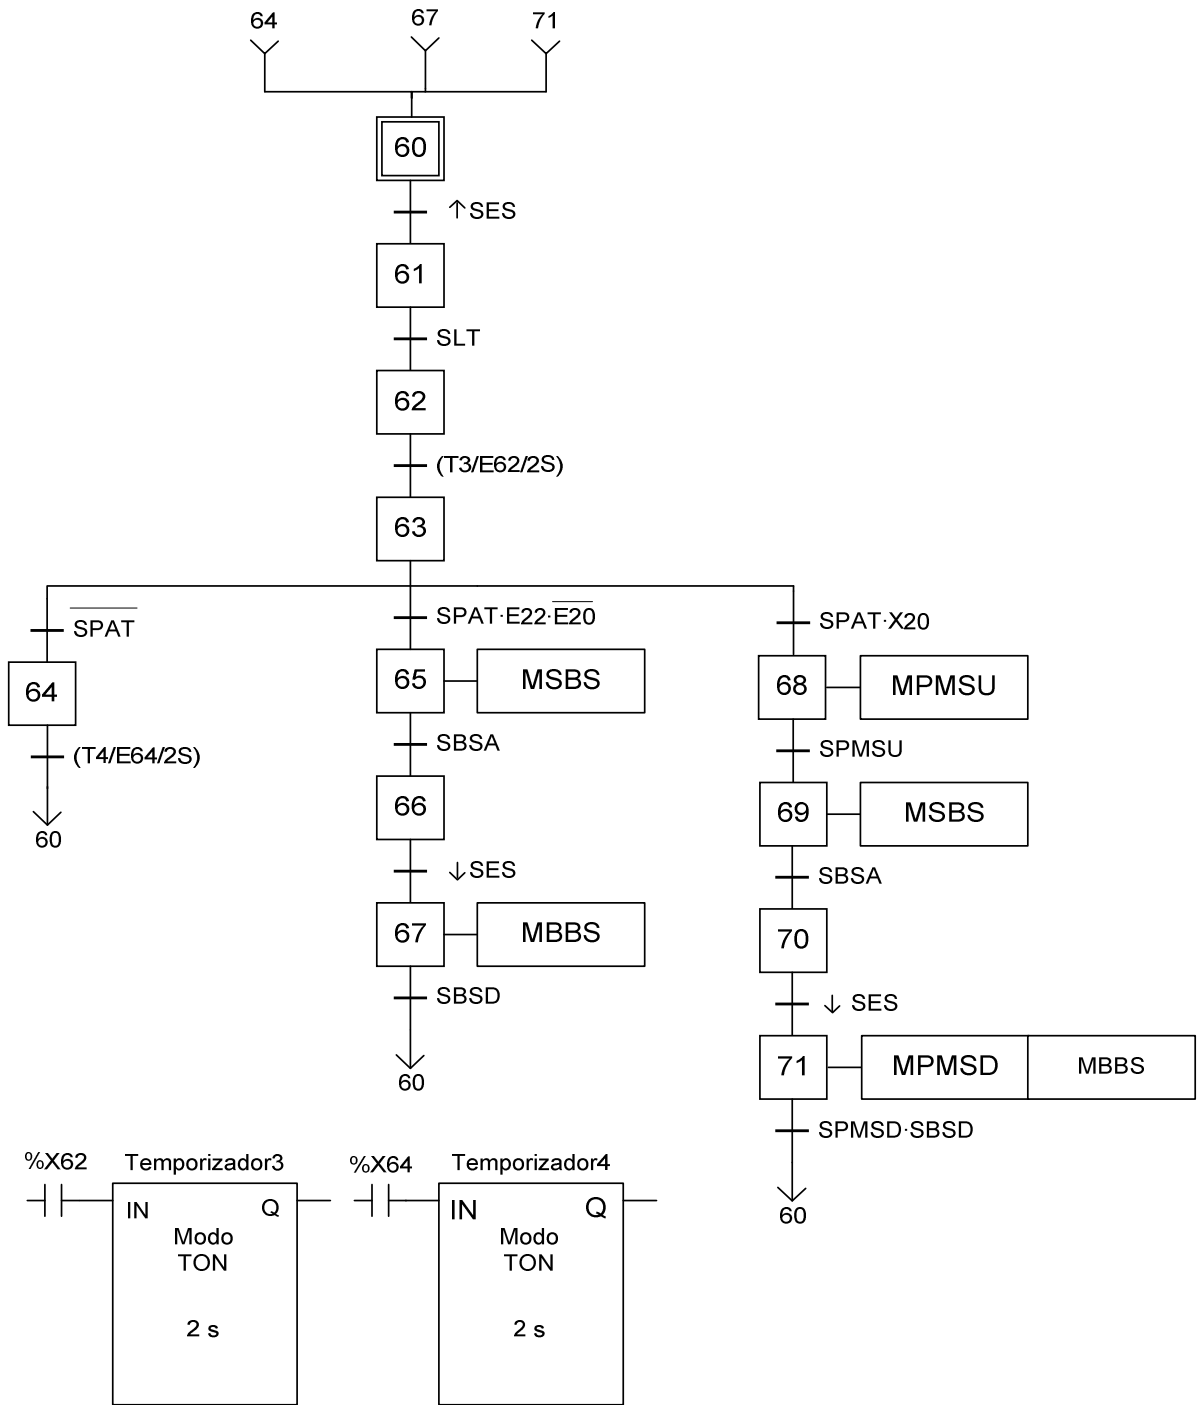 64 67 71
60
↑SES
61
SLT
62
(T3/E62/2S)
63
S̅P̅A̅T̅
SPAT·E22·E̅2̅0̅
SPAT·X20
64
65
MSBS
68
MPMSU
(T4/E64/2S)
SBSA
SPMSU
60
66
69
MSBS
↓SES
SBSA
67
MBBS
70
SBSD
↓ SES
60
71
MPMSD
MBBS
SPMSD·SBSD
60
%X62
Temporizador3
IN Q
Modo
TON
2 s
%X64
Temporizador4
IN Q
Modo
TON
2 s